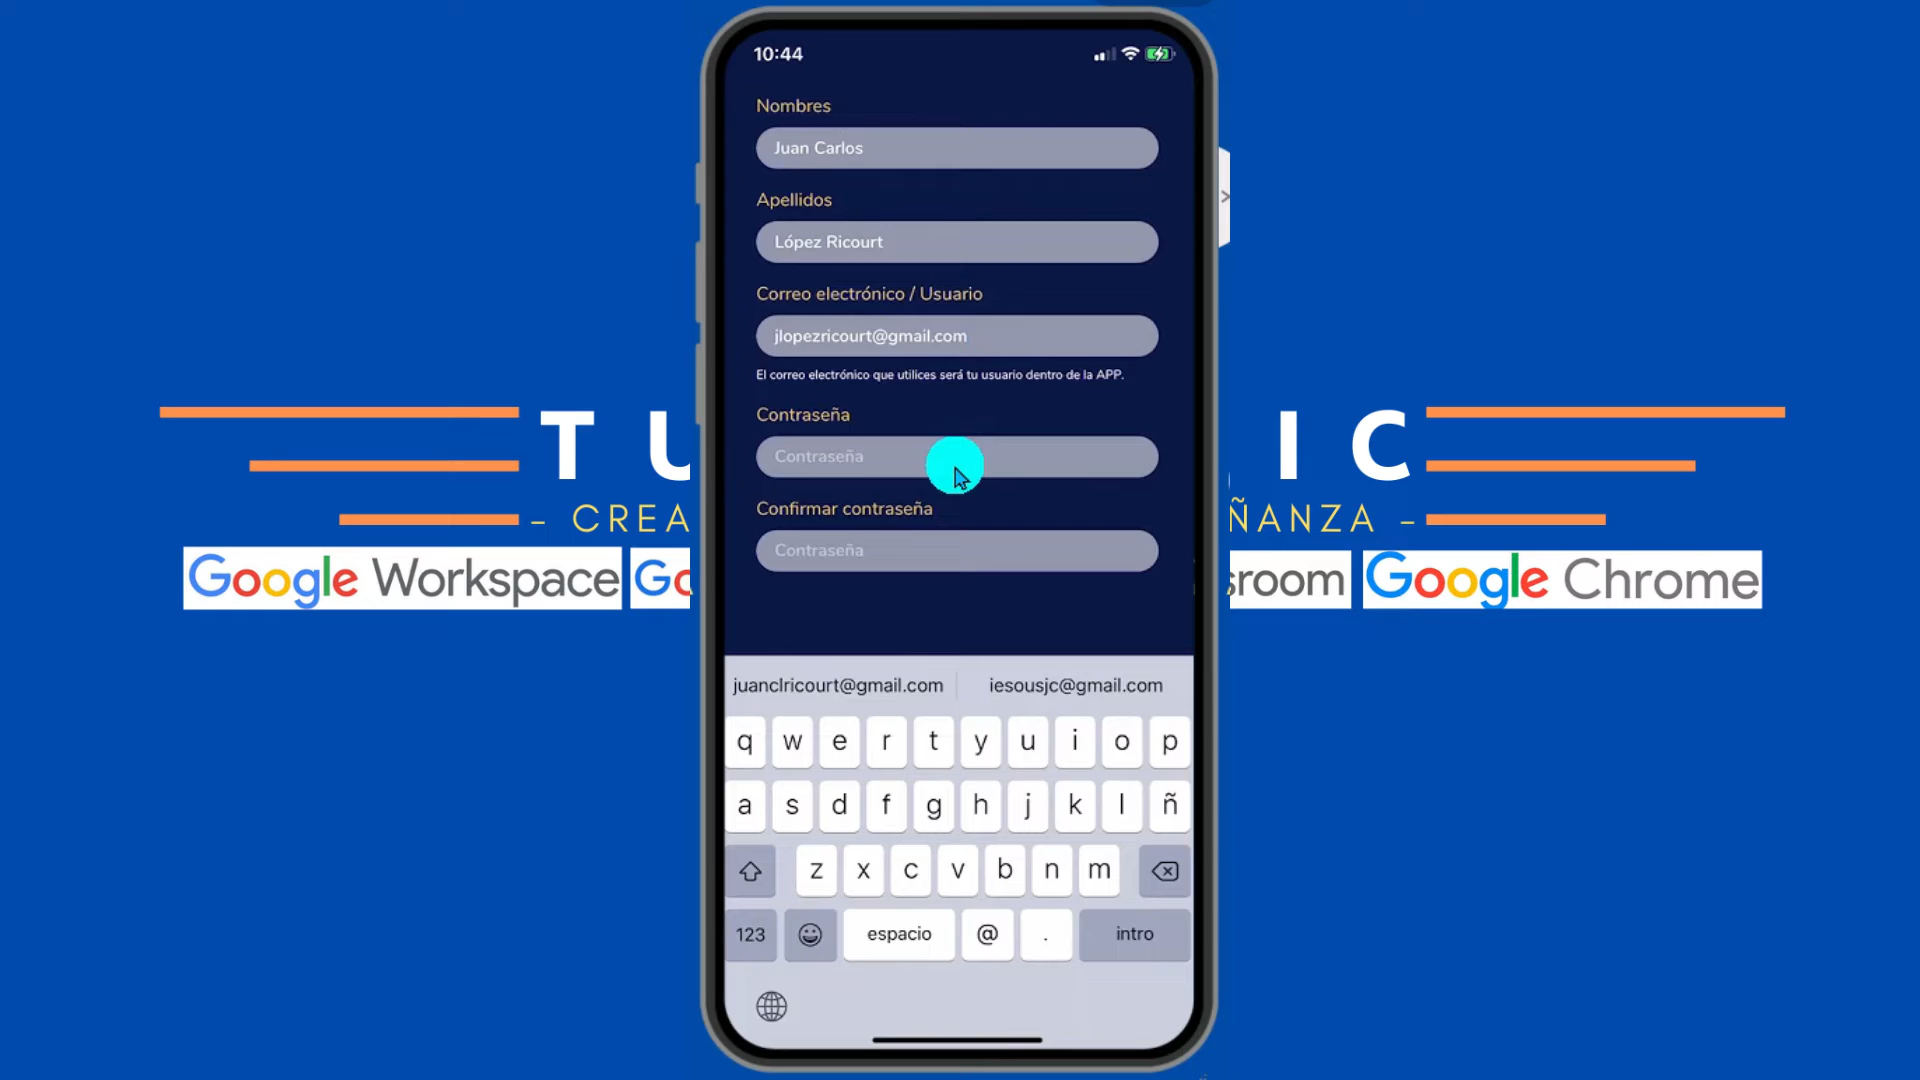 10:44
Nombres
Juan Carlos
Apellidos
López Ricourt
Correo electrónico / Usuario
jlopezricourt@gmail.com
El correo electrónico que utilices será tu usuario dentro de la APP.
Contraseña
Contraseña
Confirmar contraseña
Contraseña
T U I C
- CREA ÑANZA -
Google Workspace Go sroom Google Chrome
juanclricourt@gmail.com iesousjc@gmail.com
q w e r t y u i o p
a s d f g h j k l ñ
z x c v b n m
123 espacio @ . intro